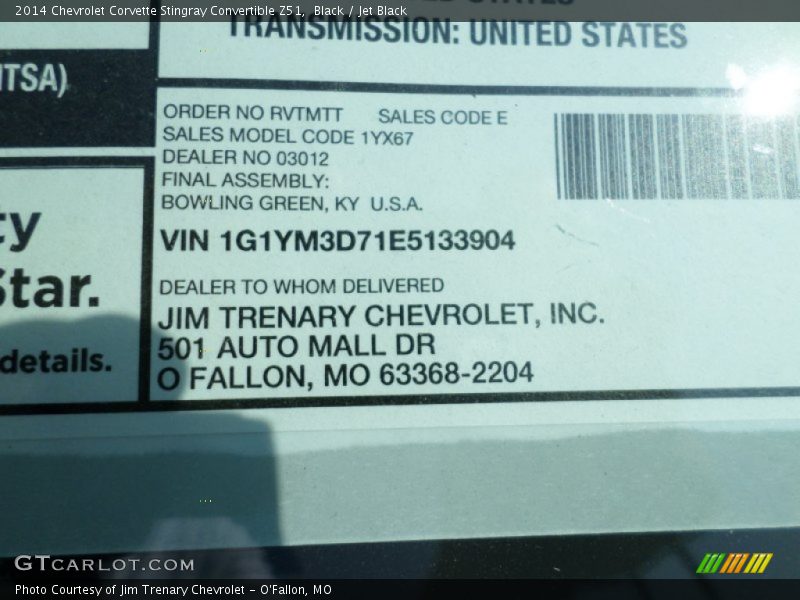 2014 Chevrolet Corvette Stingray Convertible Z51, Black / Jet Black
STATES
TRANSMISSION: UNITED STATES
ITSA)
ORDER NO RVTMTT SALES CODE E
SALES MODEL CODE 1YX67
DEALER NO 03012
FINAL ASSEMBLY:
BOWLING GREEN, KY U.S.A.
VIN 1G1YM3D71E5133904
ty
Star.
details.
DEALER TO WHOM DELIVERED
JIM TRENARY CHEVROLET, INC.
501 AUTO MALL DR
O FALLON, MO 63368-2204
GTCARLOT.COM
Photo Courtesy of Jim Trenary Chevrolet - O'Fallon, MO